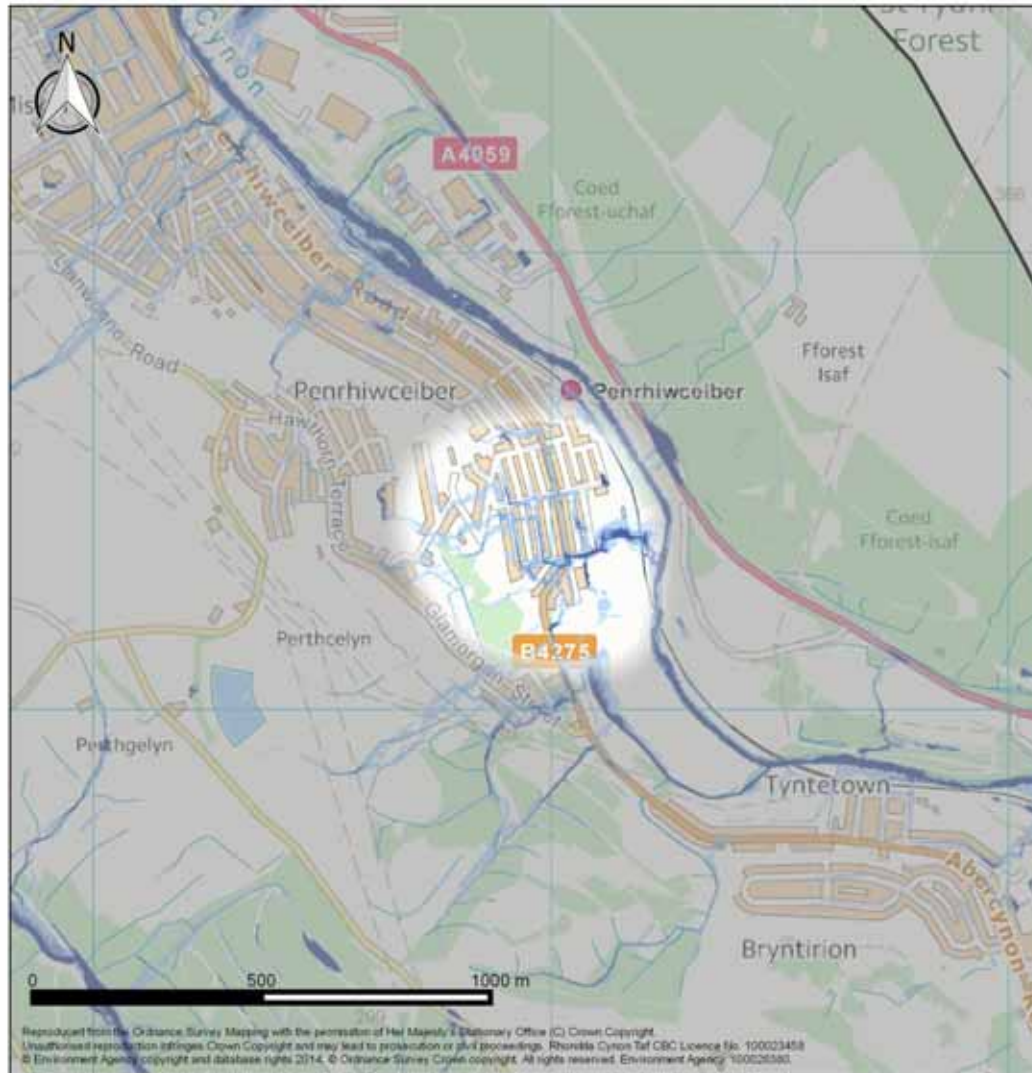 N
Cynon
Forest
A4059
Coed
Fforest-uchaf
Road
Road
Fforest
Isaf
Penrhiwceiber
Penrhiwceiber
Hawthorn Terrace
Coed
Fforest-isaf
Perthcelyn
Glamorgan Street
B4275
Perthgelyn
Tyntetown
Abercynon
Bryntirion
0 500 1000 m
Reproduced from the Ordnance Survey Mapping with the permission of Her Majesty's Stationary Office (C) Crown Copyright.
Unauthorised reproduction infringes Crown Copyright and may lead to prosecution or civil proceedings. Rhondda Cynon Taf CBC Licence No. 100023458
© Environment Agency copyright and database rights 2014. © Ordnance Survey Crown copyright. All rights reserved. Environment Agency, 100026380.